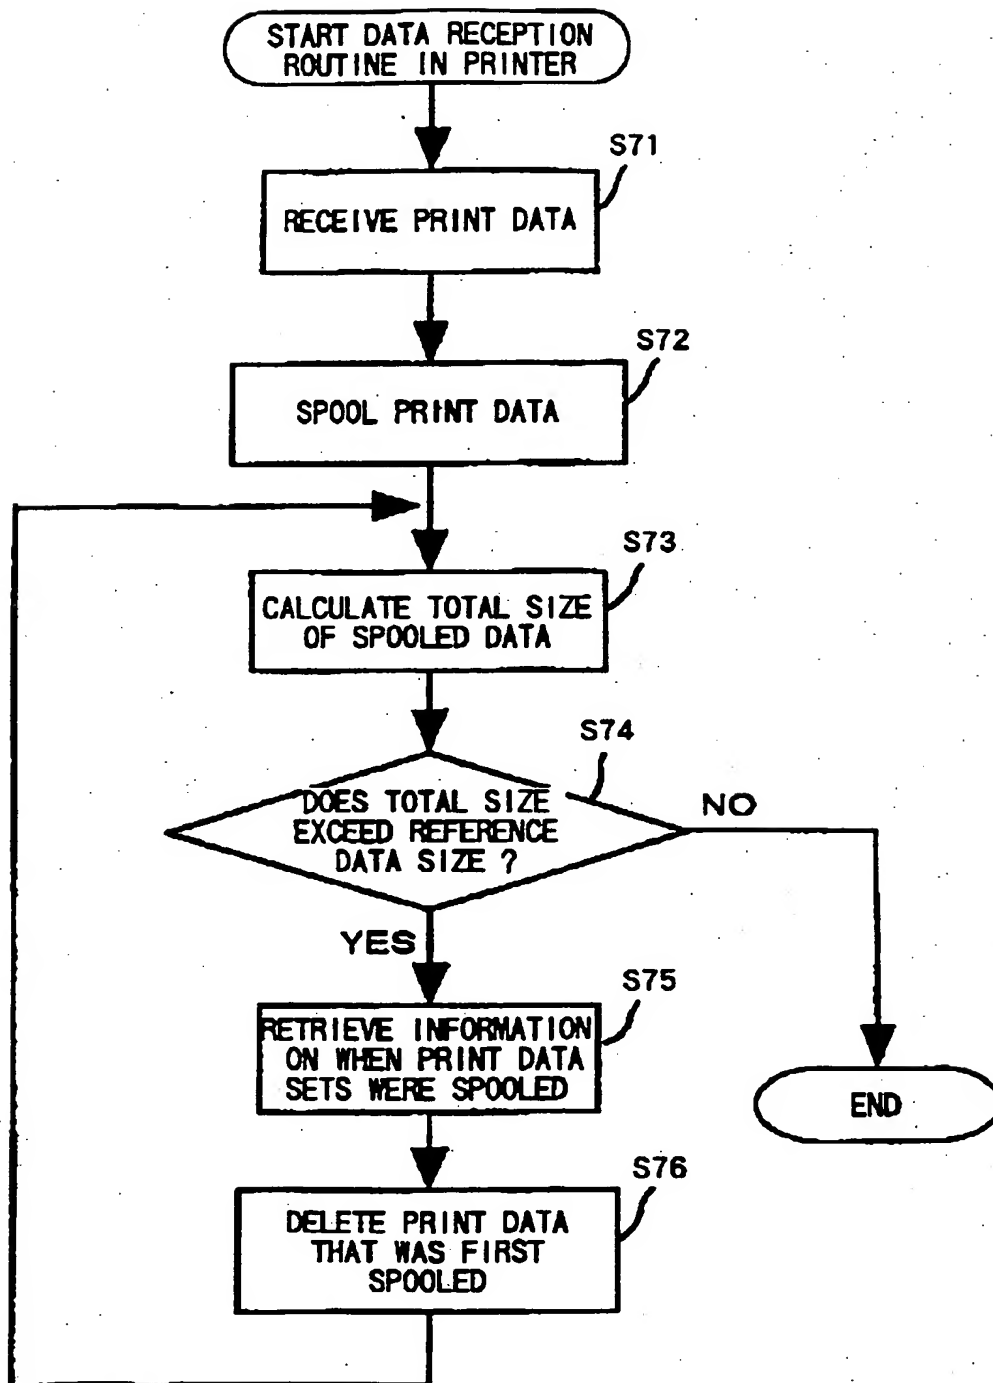 START DATA RECEPTION
ROUTINE IN PRINTER
S71
RECEIVE PRINT DATA
S72
SPOOL PRINT DATA
S73
CALCULATE TOTAL SIZE
OF SPOOLED DATA
S74
DOES TOTAL SIZE
EXCEED REFERENCE
DATA SIZE ?
NO
YES
S75
RETRIEVE INFORMATION
ON WHEN PRINT DATA
SETS WERE SPOOLED
END
S76
DELETE PRINT DATA
THAT WAS FIRST
SPOOLED